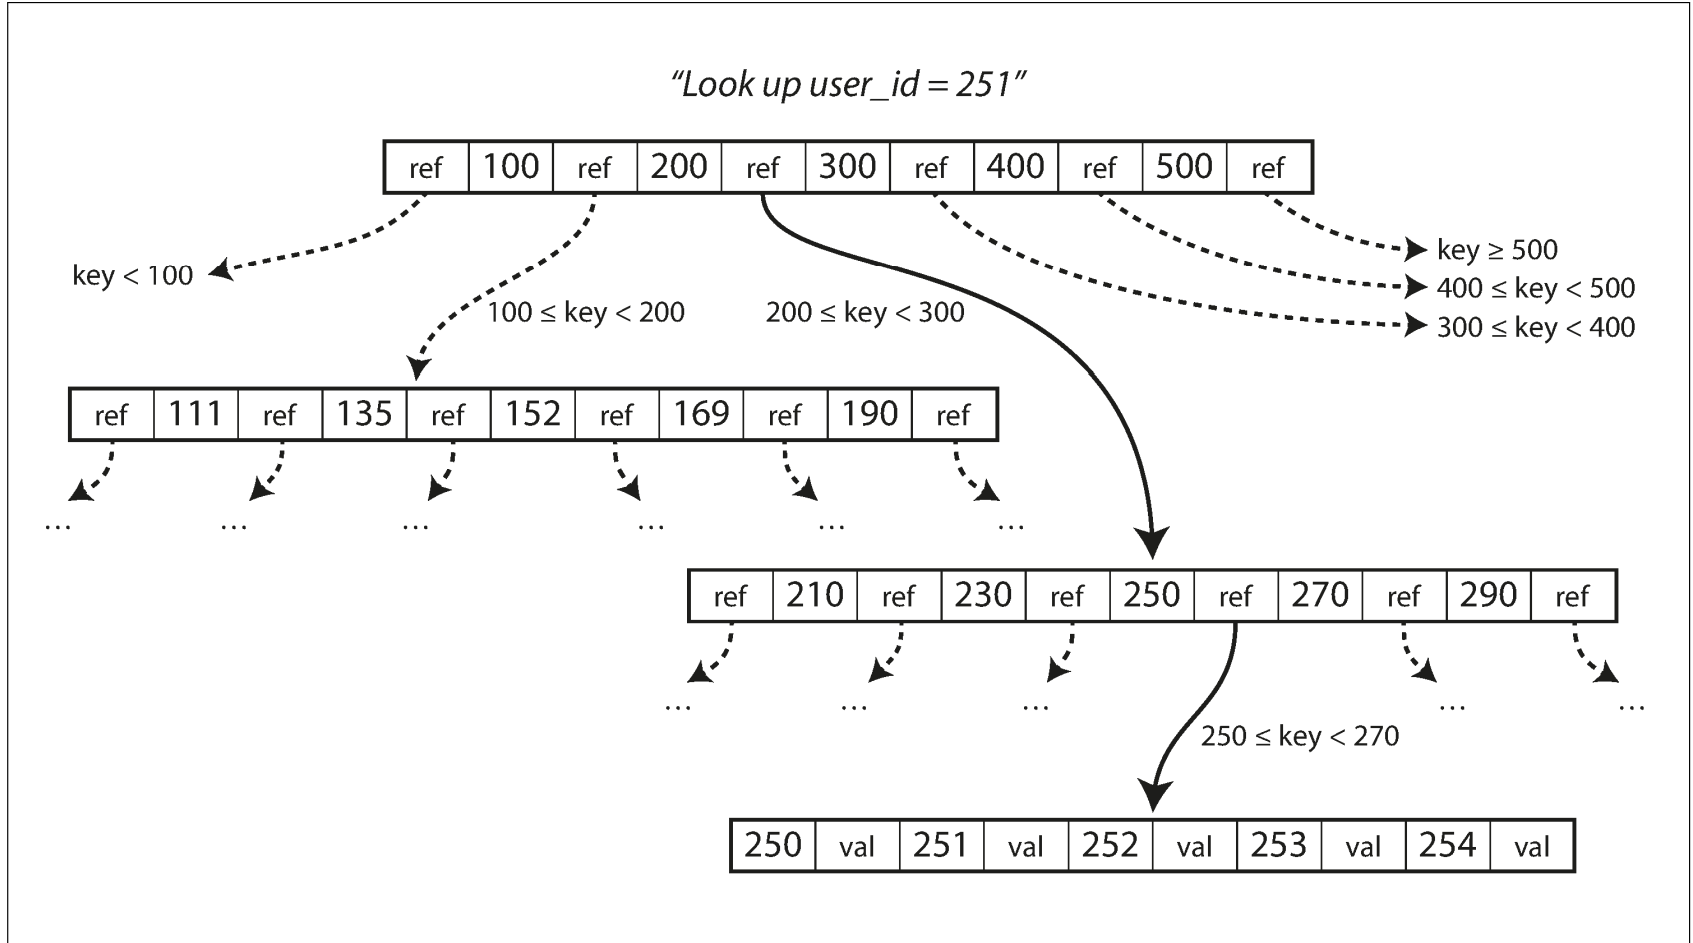 “Look up user_id = 251”
ref 100 ref 200 ref 300 ref 400 ref 500 ref
key ≥ 500
key < 100
400 ≤ key < 500
100 ≤ key < 200
200 ≤ key < 300
300 ≤ key < 400
ref 111 ref 135 ref 152 ref 169 ref 190 ref
... ... ... ... ... ...
ref 210 ref 230 ref 250 ref 270 ref 290 ref
... ... ... ... ...
250 ≤ key < 270
250 val 251 val 252 val 253 val 254 val